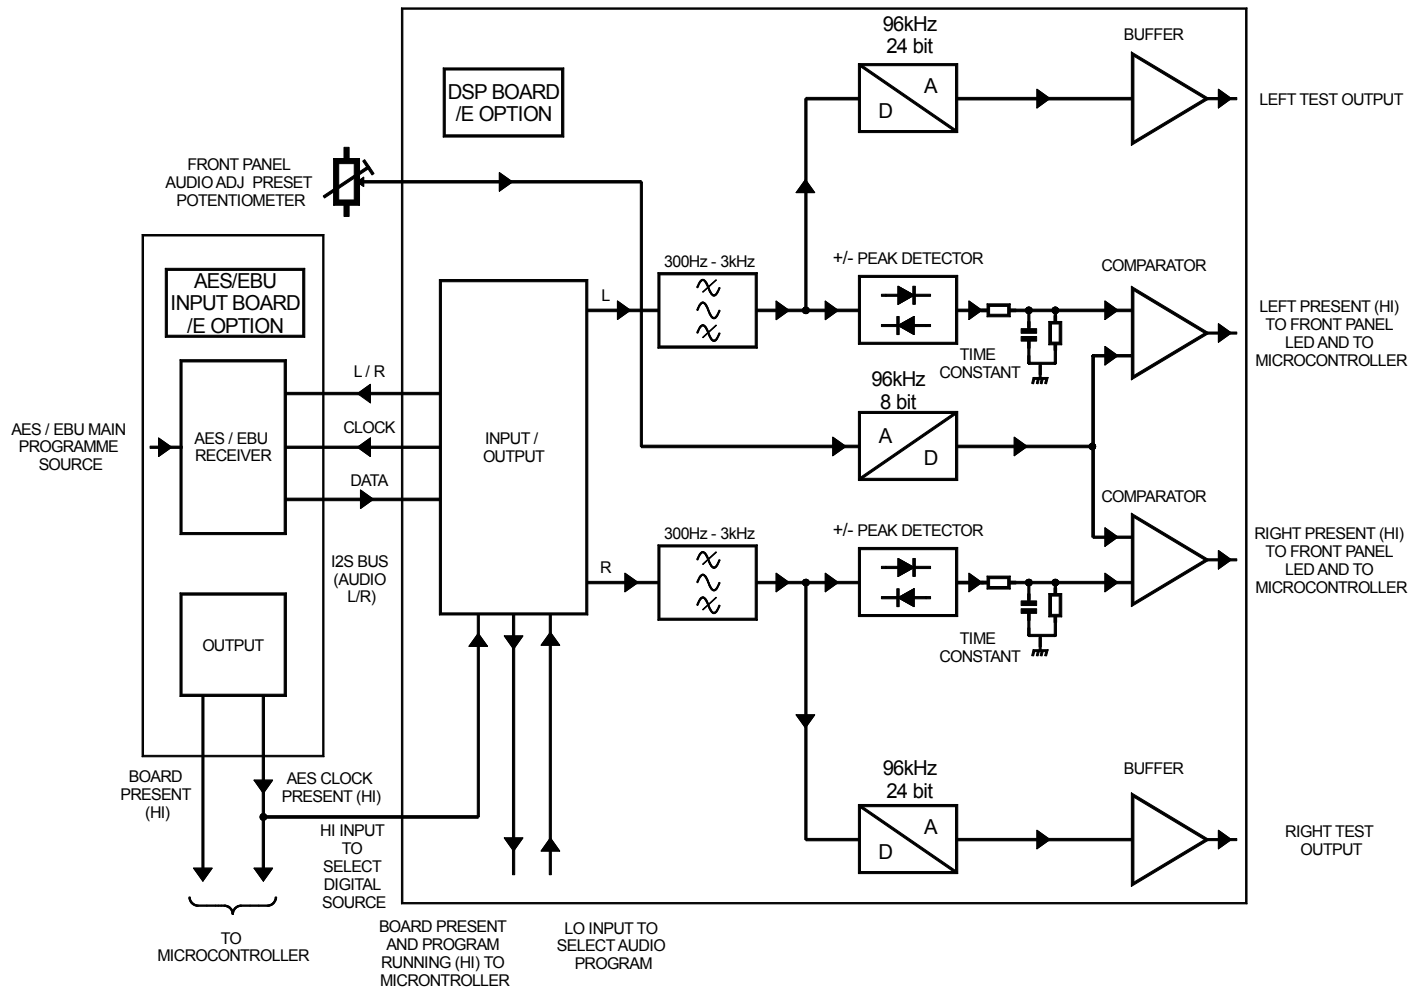 96kHz
24 bit
BUFFER
DSP BOARD
/E OPTION
A
D
LEFT TEST OUTPUT
FRONT PANEL
AUDIO ADJ PRESET
POTENTIOMETER
AES/EBU
INPUT BOARD
/E OPTION
300Hz - 3kHz
+/- PEAK DETECTOR
COMPARATOR
L
LEFT PRESENT (HI)
TO FRONT PANEL
LED AND TO
MICROCONTROLLER
TIME
CONSTANT
L / R
CLOCK
DATA
96kHz
8 bit
A
D
AES / EBU MAIN
PROGRAMME
SOURCE
AES / EBU
RECEIVER
INPUT /
OUTPUT
COMPARATOR
300Hz - 3kHz
+/- PEAK DETECTOR
R
RIGHT PRESENT (HI)
TO FRONT PANEL
LED AND TO
MICROCONTROLLER
I2S BUS
(AUDIO
L/R)
TIME
CONSTANT
OUTPUT
BOARD
PRESENT
(HI)
AES CLOCK
PRESENT (HI)
96kHz
24 bit
BUFFER
A
D
RIGHT TEST
OUTPUT
HI INPUT
TO
SELECT
DIGITAL
SOURCE
TO
MICROCONTROLLER
BOARD PRESENT
AND PROGRAM
RUNNING (HI) TO
MICRONTROLLER
LO INPUT TO
SELECT AUDIO
PROGRAM